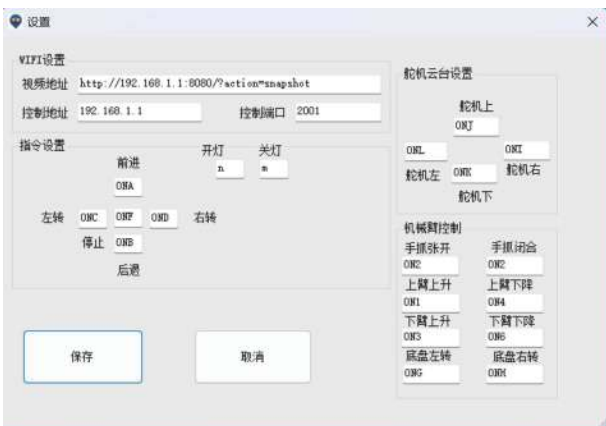 设置
WIFI设置
视频地址 http://192.168.1.1:8080/?action=snapshot
控制地址 192.168.1.1 控制端口 2001
指令设置
开灯 关灯
n m
前进
ONA
左转 ONC ONF OND 右转
停止 ONB
后退
保存 取消
舵机云台设置
舵机上
ONJ
ONL ONI
舵机左 ONK 舵机右
舵机下
机械臂控制
手抓张开 手抓闭合
ON2 ON2
上臂上升 上臂下降
ON1 ON4
下臂上升 下臂下降
ON3 ON6
底盘左转 底盘右转
ONG ONH